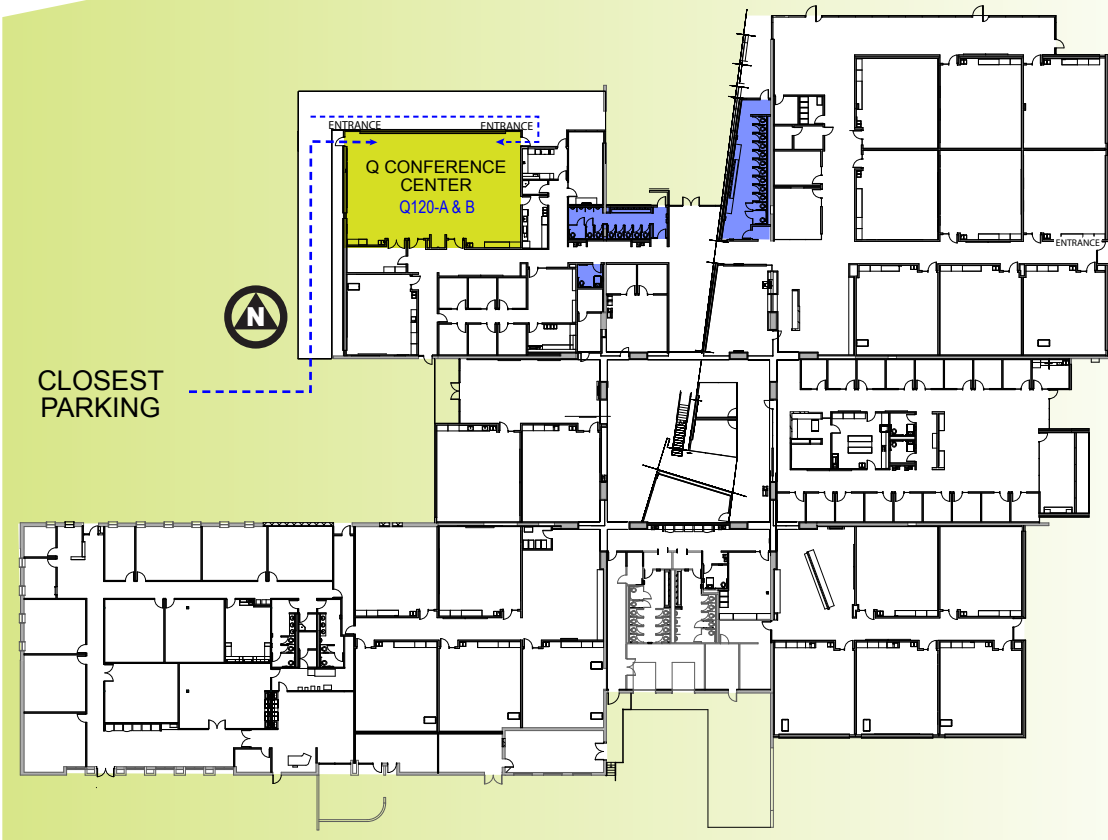 ENTRANCE
ENTRANCE
Q CONFERENCE
CENTER
Q120-A & B
ENTRANCE
N
CLOSEST
PARKING